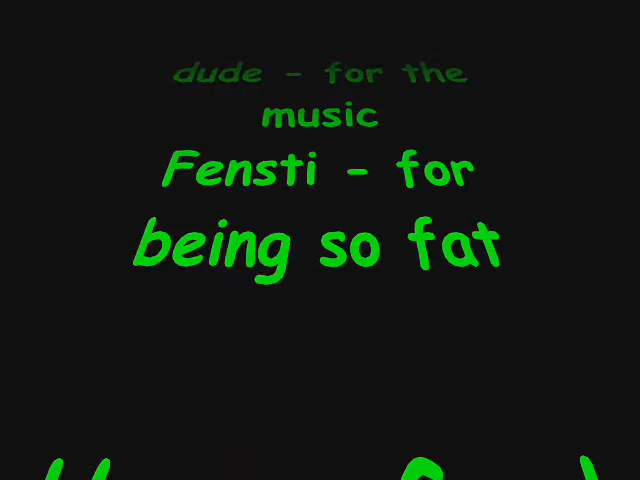 dude - for the
music
Fensti - for
being so fat